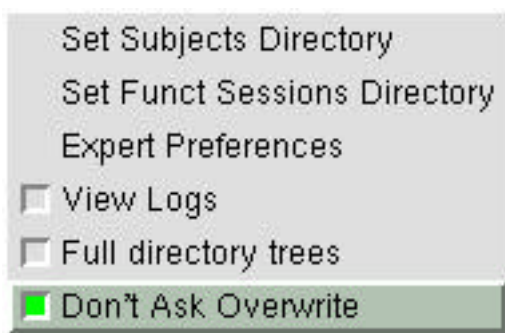 Set Subjects Directory
Set Funct Sessions Directory
Expert Preferences
View Logs
Full directory trees
Don't Ask Overwrite